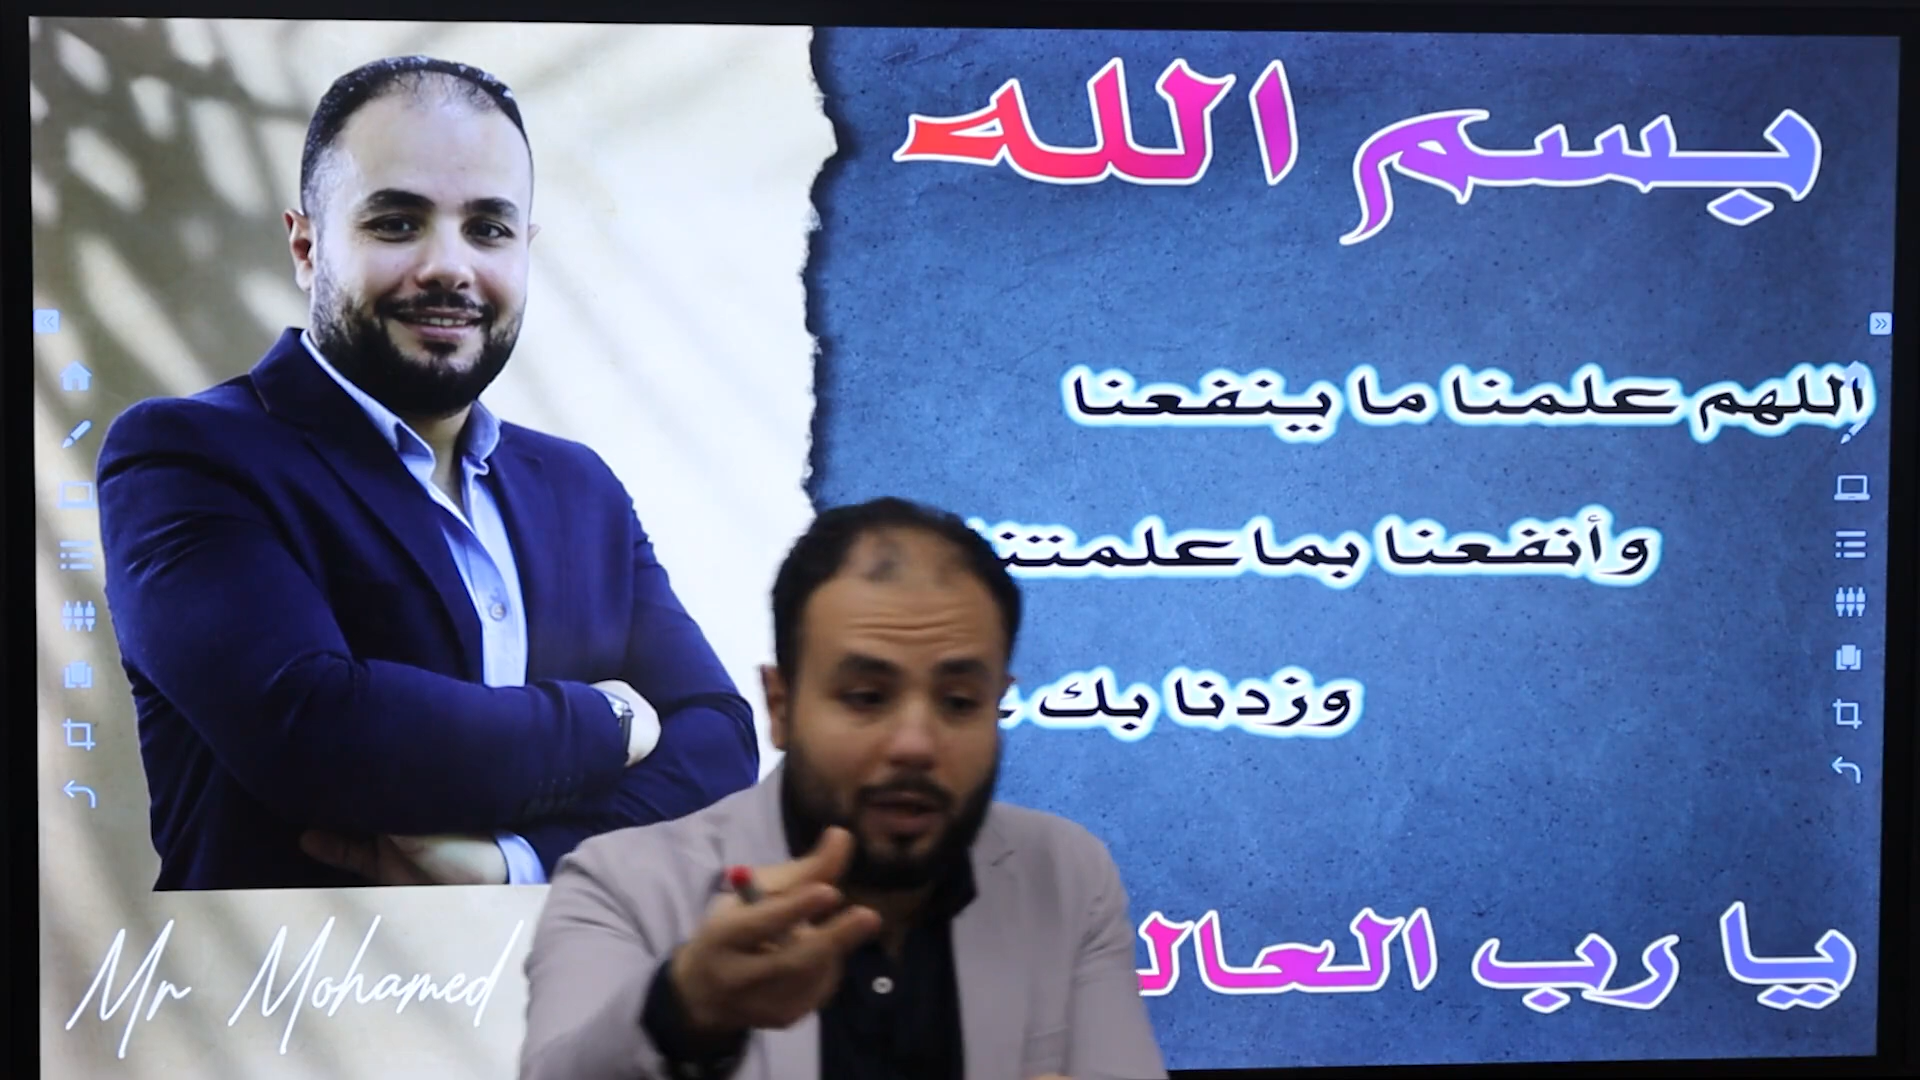 بسم الله
اللهم علمنا ما ينفعنا
وأنفعنا بما علمتنا
وزدنا بك
يا رب
Mr Mohamed